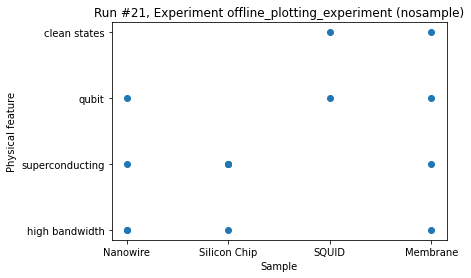 Run #21, Experiment offline_plotting_experiment (nosample)
clean states
qubit
superconducting
high bandwidth
Physical feature
Nanowire Silicon Chip SQUID Membrane
Sample